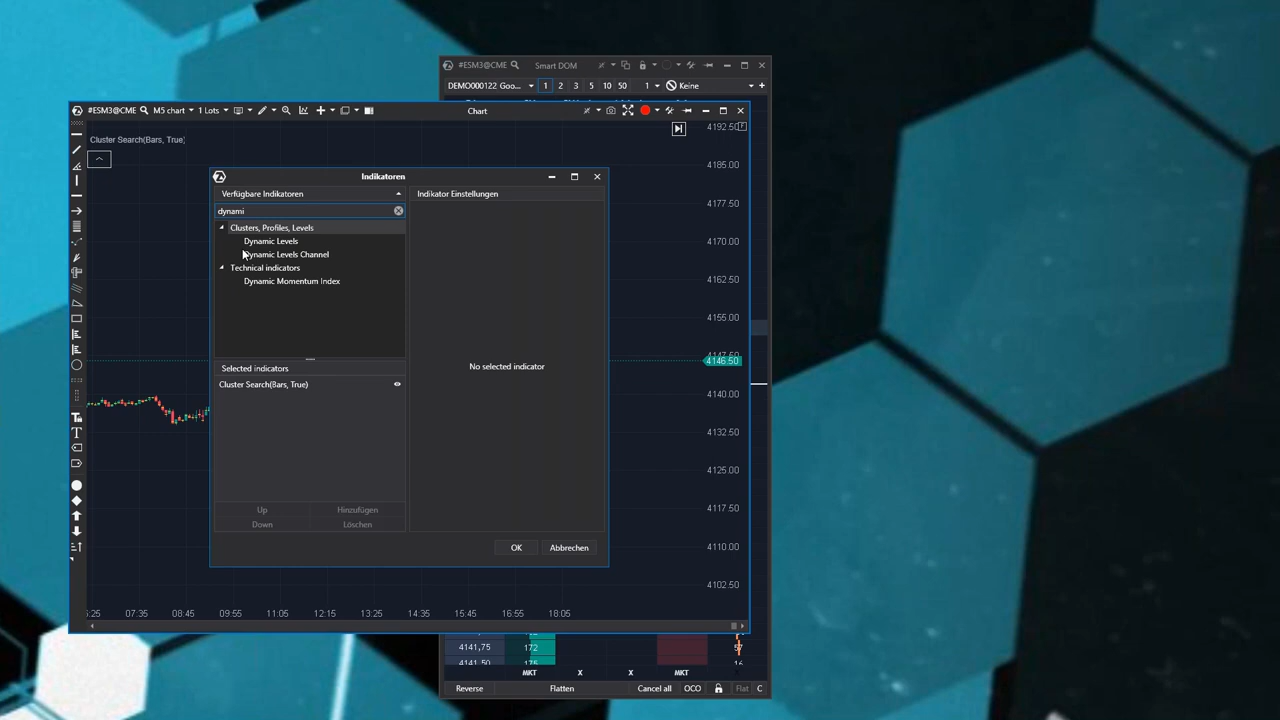 #ESM3@CME Smart DOM
DEMO000122 Goo... 1 2 3 5 10 50 1 Keine
#ESM3@CME M5 chart 1 Lots Chart
Cluster Search(Bars, True)
4192.50
F
4185.00
4177.50
4170.00
4162.50
4155.00
4146.50
4140.00
4132.50
4125.00
4117.50
4110.00
4102.50
Indikatoren
Verfügbare Indikatoren
Indikator Einstellungen
dynami
Clusters, Profiles, Levels
Dynamic Levels
Dynamic Levels Channel
Technical indicators
Dynamic Momentum Index
No selected indicator
Selected indicators
Cluster Search(Bars, True)
Up Hinzufügen
Down Löschen
OK Abbrechen
T
07:35 08:45 09:55 11:05 12:15 13:25 14:35 15:45 16:55 18:05
4141,75 172 57
4141,50 175 16
MKT X X MKT
Reverse Flatten Cancel all OCO Flat C